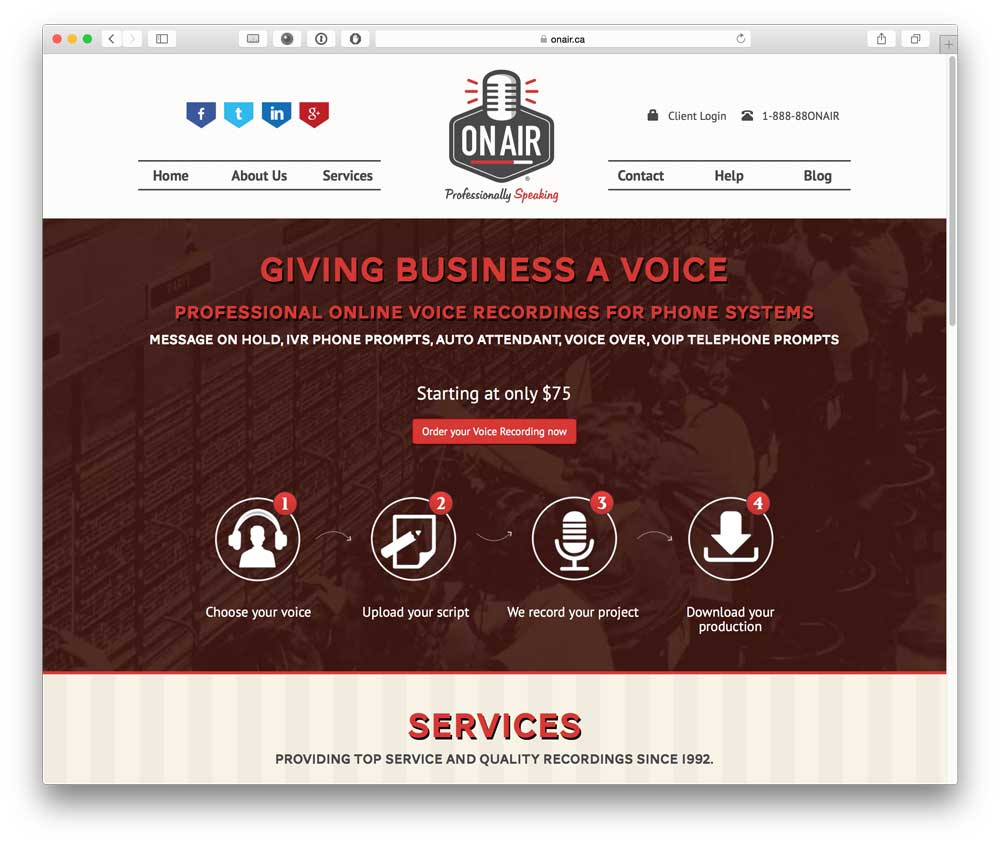 onair.ca
f
t
in
g+
Client Login
1-888-88ONAIR
ON AIR
®
Professionally Speaking
Home
About Us
Services
Contact
Help
Blog
GIVING BUSINESS A VOICE
PROFESSIONAL ONLINE VOICE RECORDINGS FOR PHONE SYSTEMS
MESSAGE ON HOLD, IVR PHONE PROMPTS, AUTO ATTENDANT, VOICE OVER, VOIP TELEPHONE PROMPTS
Starting at only $75
Order your Voice Recording now
1
2
3
4
Choose your voice
Upload your script
We record your project
Download your
production
SERVICES
PROVIDING TOP SERVICE AND QUALITY RECORDINGS SINCE 1992.